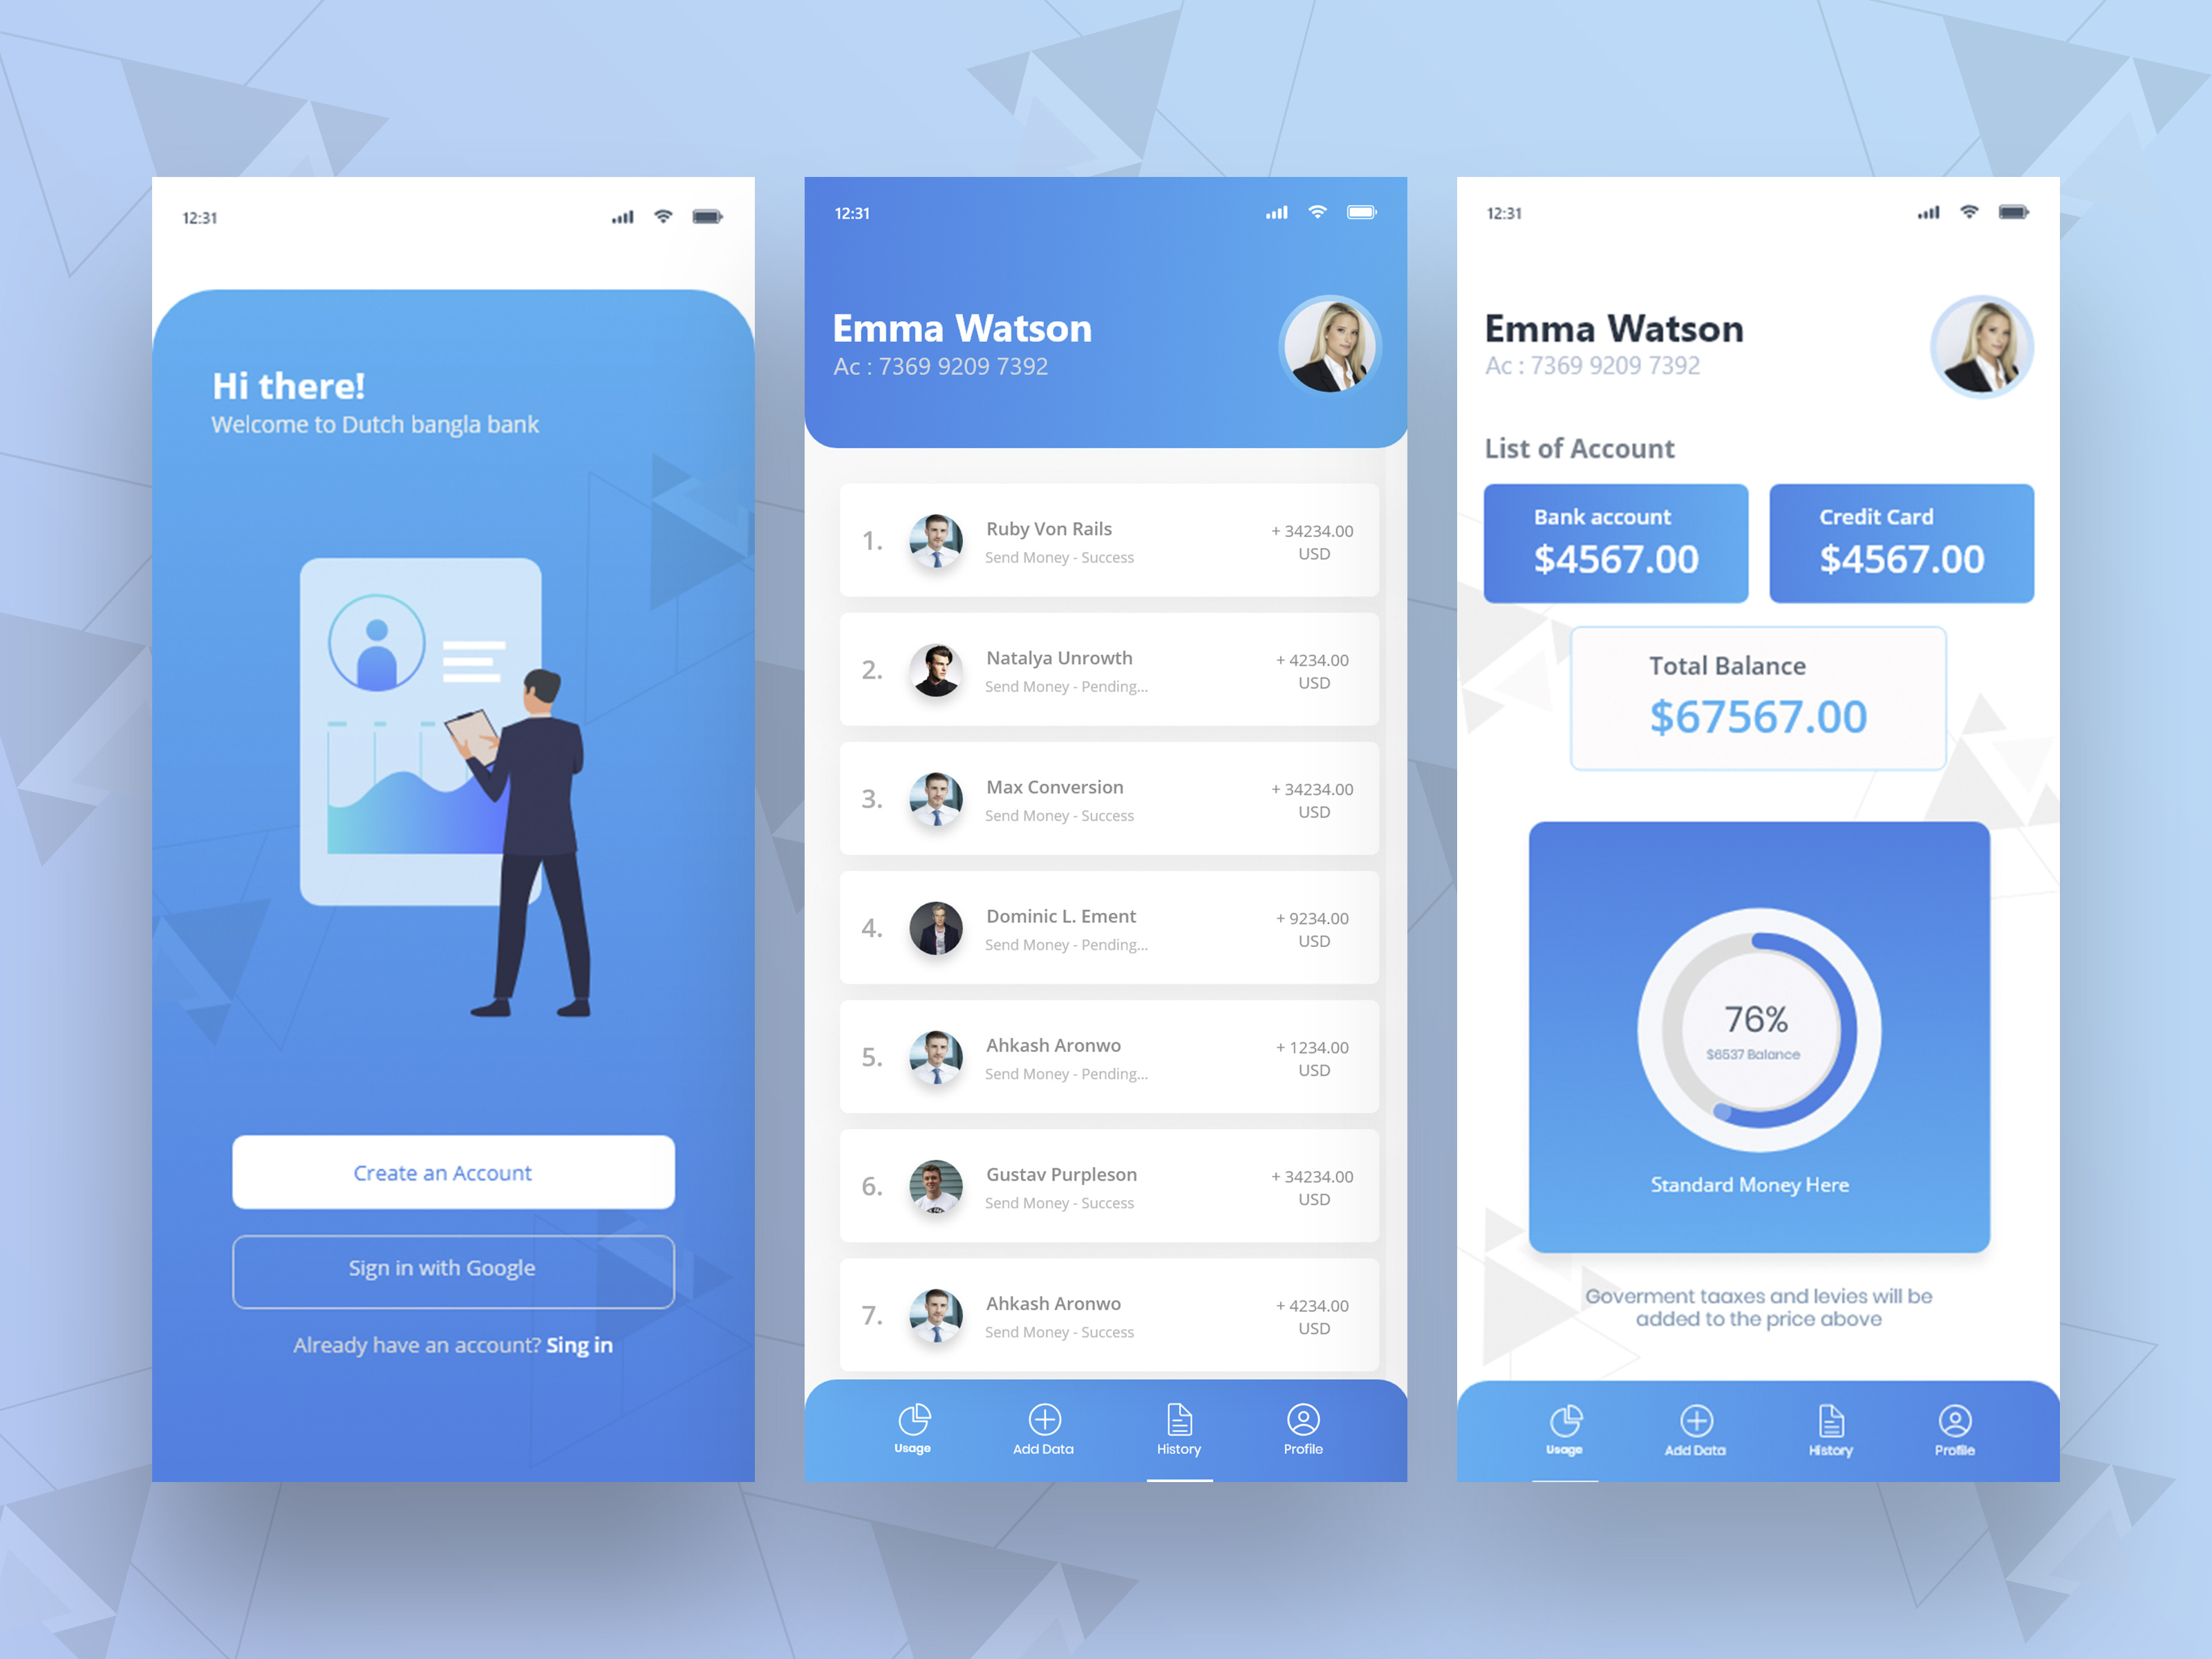 12:31
Hi there!
Welcome to Dutch bangla bank
Create an Account
Sign in with Google
Already have an account? Sing in
12:31
Emma Watson
Ac : 7369 9209 7392
1.
Ruby Von Rails
Send Money - Success
+ 34234.00
USD
2.
Natalya Unrowth
Send Money - Pending...
+ 4234.00
USD
3.
Max Conversion
Send Money - Success
+ 34234.00
USD
4.
Dominic L. Ement
Send Money - Pending...
+ 9234.00
USD
5.
Ahkash Aronwo
Send Money - Pending...
+ 1234.00
USD
6.
Gustav Purpleson
Send Money - Success
+ 34234.00
USD
7.
Ahkash Aronwo
Send Money - Success
+ 4234.00
USD
Usage
Add Data
History
Profile
12:31
Emma Watson
Ac : 7369 9209 7392
List of Account
Bank account
$4567.00
Credit Card
$4567.00
Total Balance
$67567.00
76%
$6537 Balance
Standard Money Here
Goverment taaxes and levies will be
added to the price above
Usage
Add Data
History
Profile